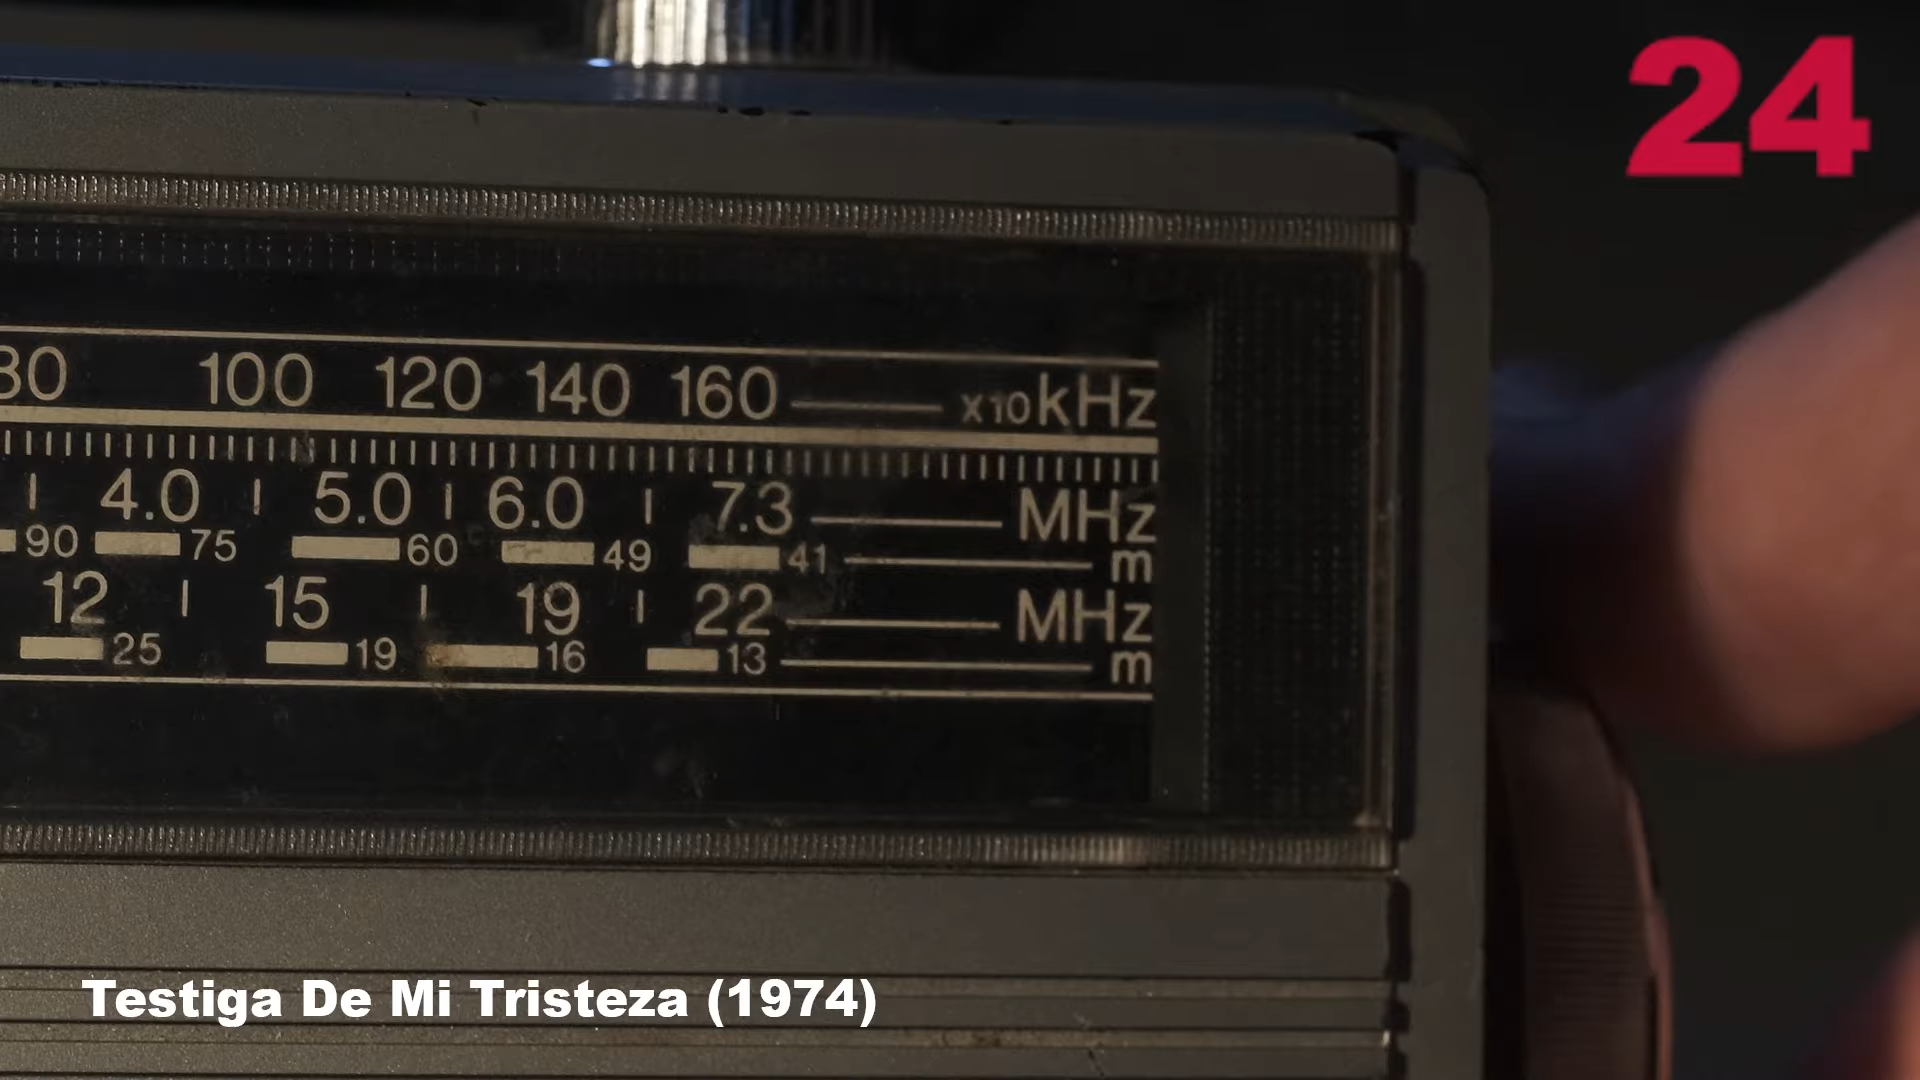 24
100 120 140 160 x10 kHz
4.0 5.0 6.0 7.3 MHz
90 75 60 49 41 m
12 15 19 22 MHz
25 19 16 13 m
Testiga De Mi Tristeza (1974)